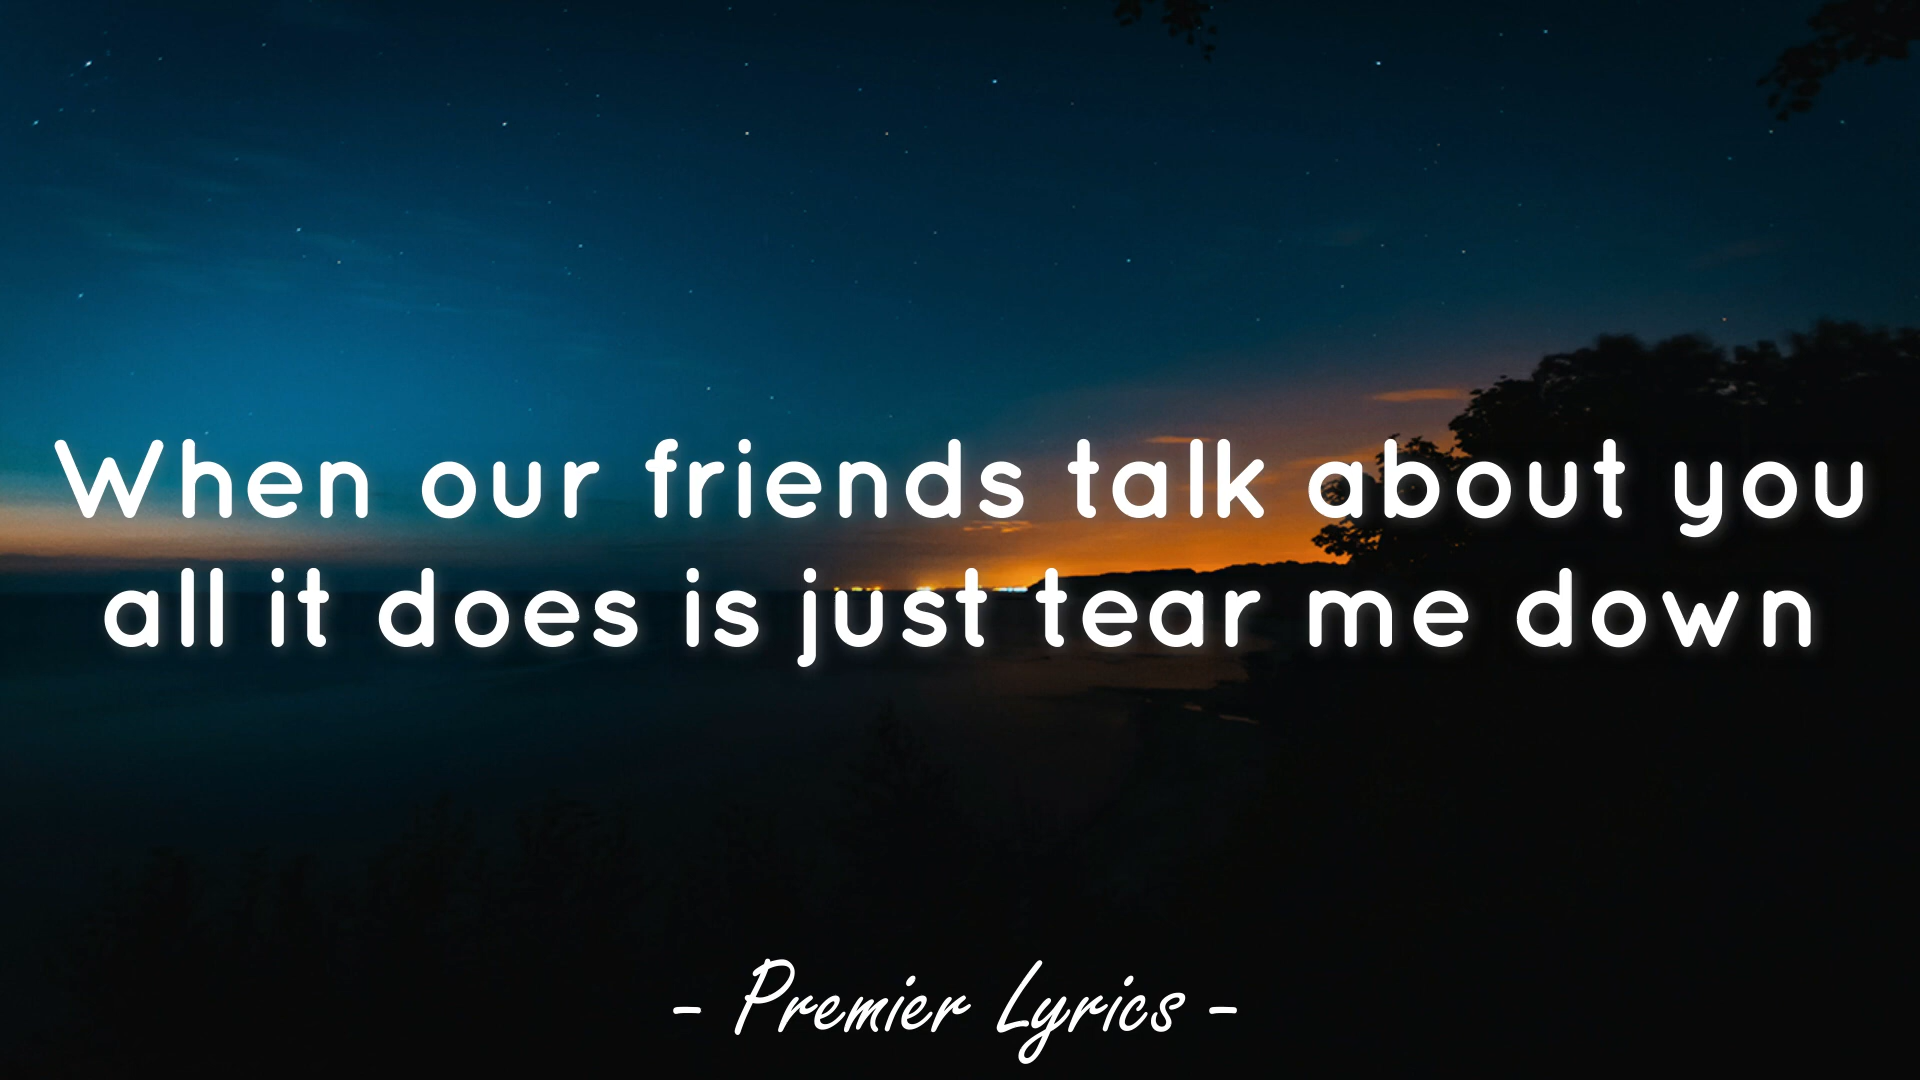 When our friends talk about you
all it does is just tear me down
- Premier Lyrics -